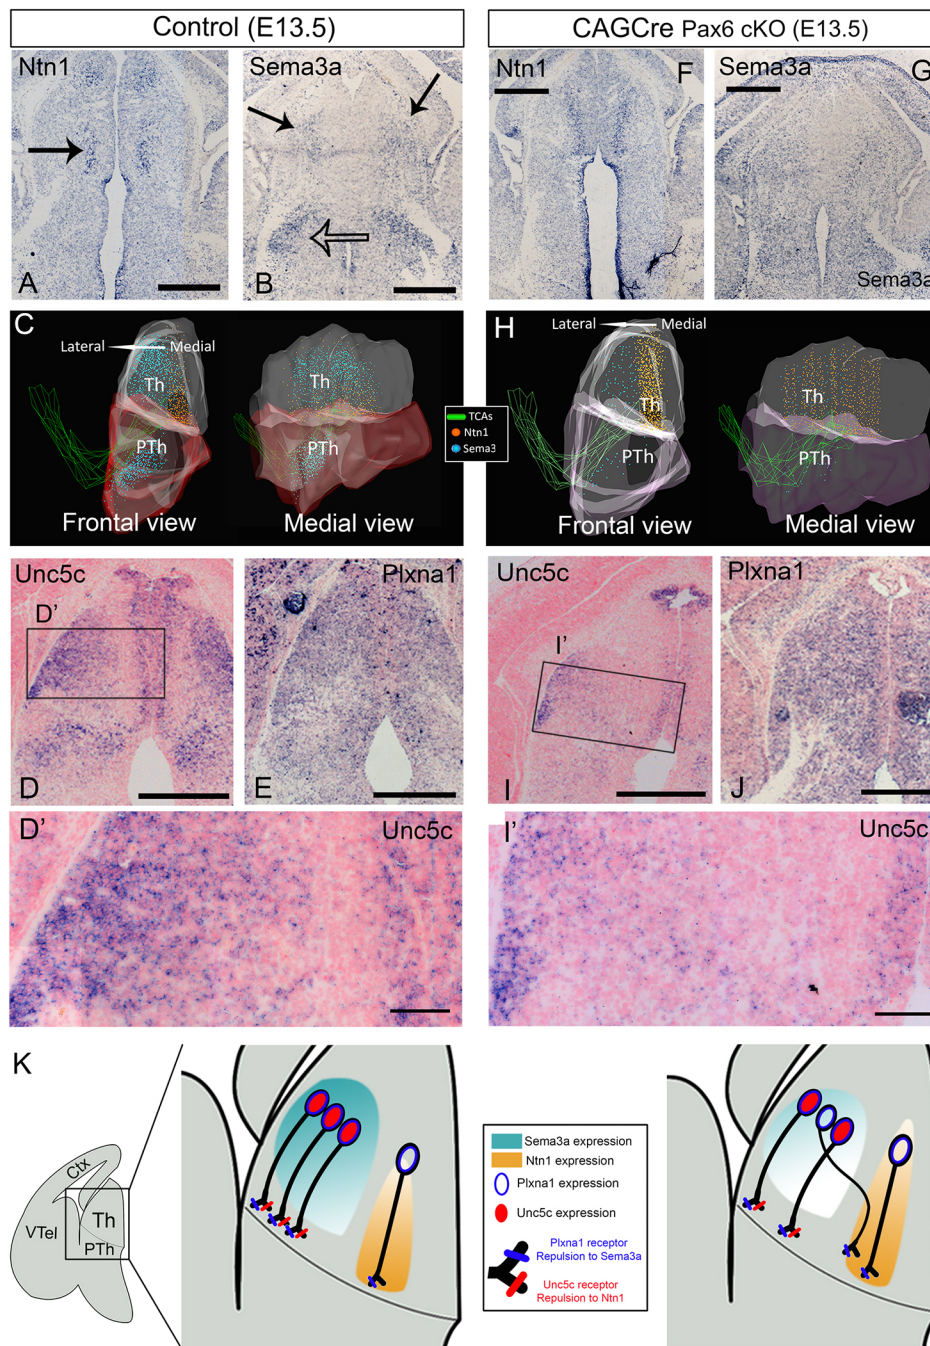 Control (E13.5)
CAGCre Pax6 cKO (E13.5)
Ntn1
A
Sema3a
B
Ntn1
F
Sema3a
G
Sema3a
C
Lateral
Medial
Th
PTh
Frontal view
Th
PTh
Medial view
TCAs
Ntn1
Sema3
H
Lateral
Medial
Th
PTh
Frontal view
Th
PTh
Medial view
Unc5c
D'
D
Plxna1
E
Unc5c
I'
I
Plxna1
J
D'
Unc5c
I'
Unc5c
K
Ctx
VTel
Th
PTh
Sema3a expression
Ntn1 expression
Plxna1 expression
Unc5c expression
Plxna1 receptor
Repulsion to Sema3a
Unc5c receptor
Repulsion to Ntn1